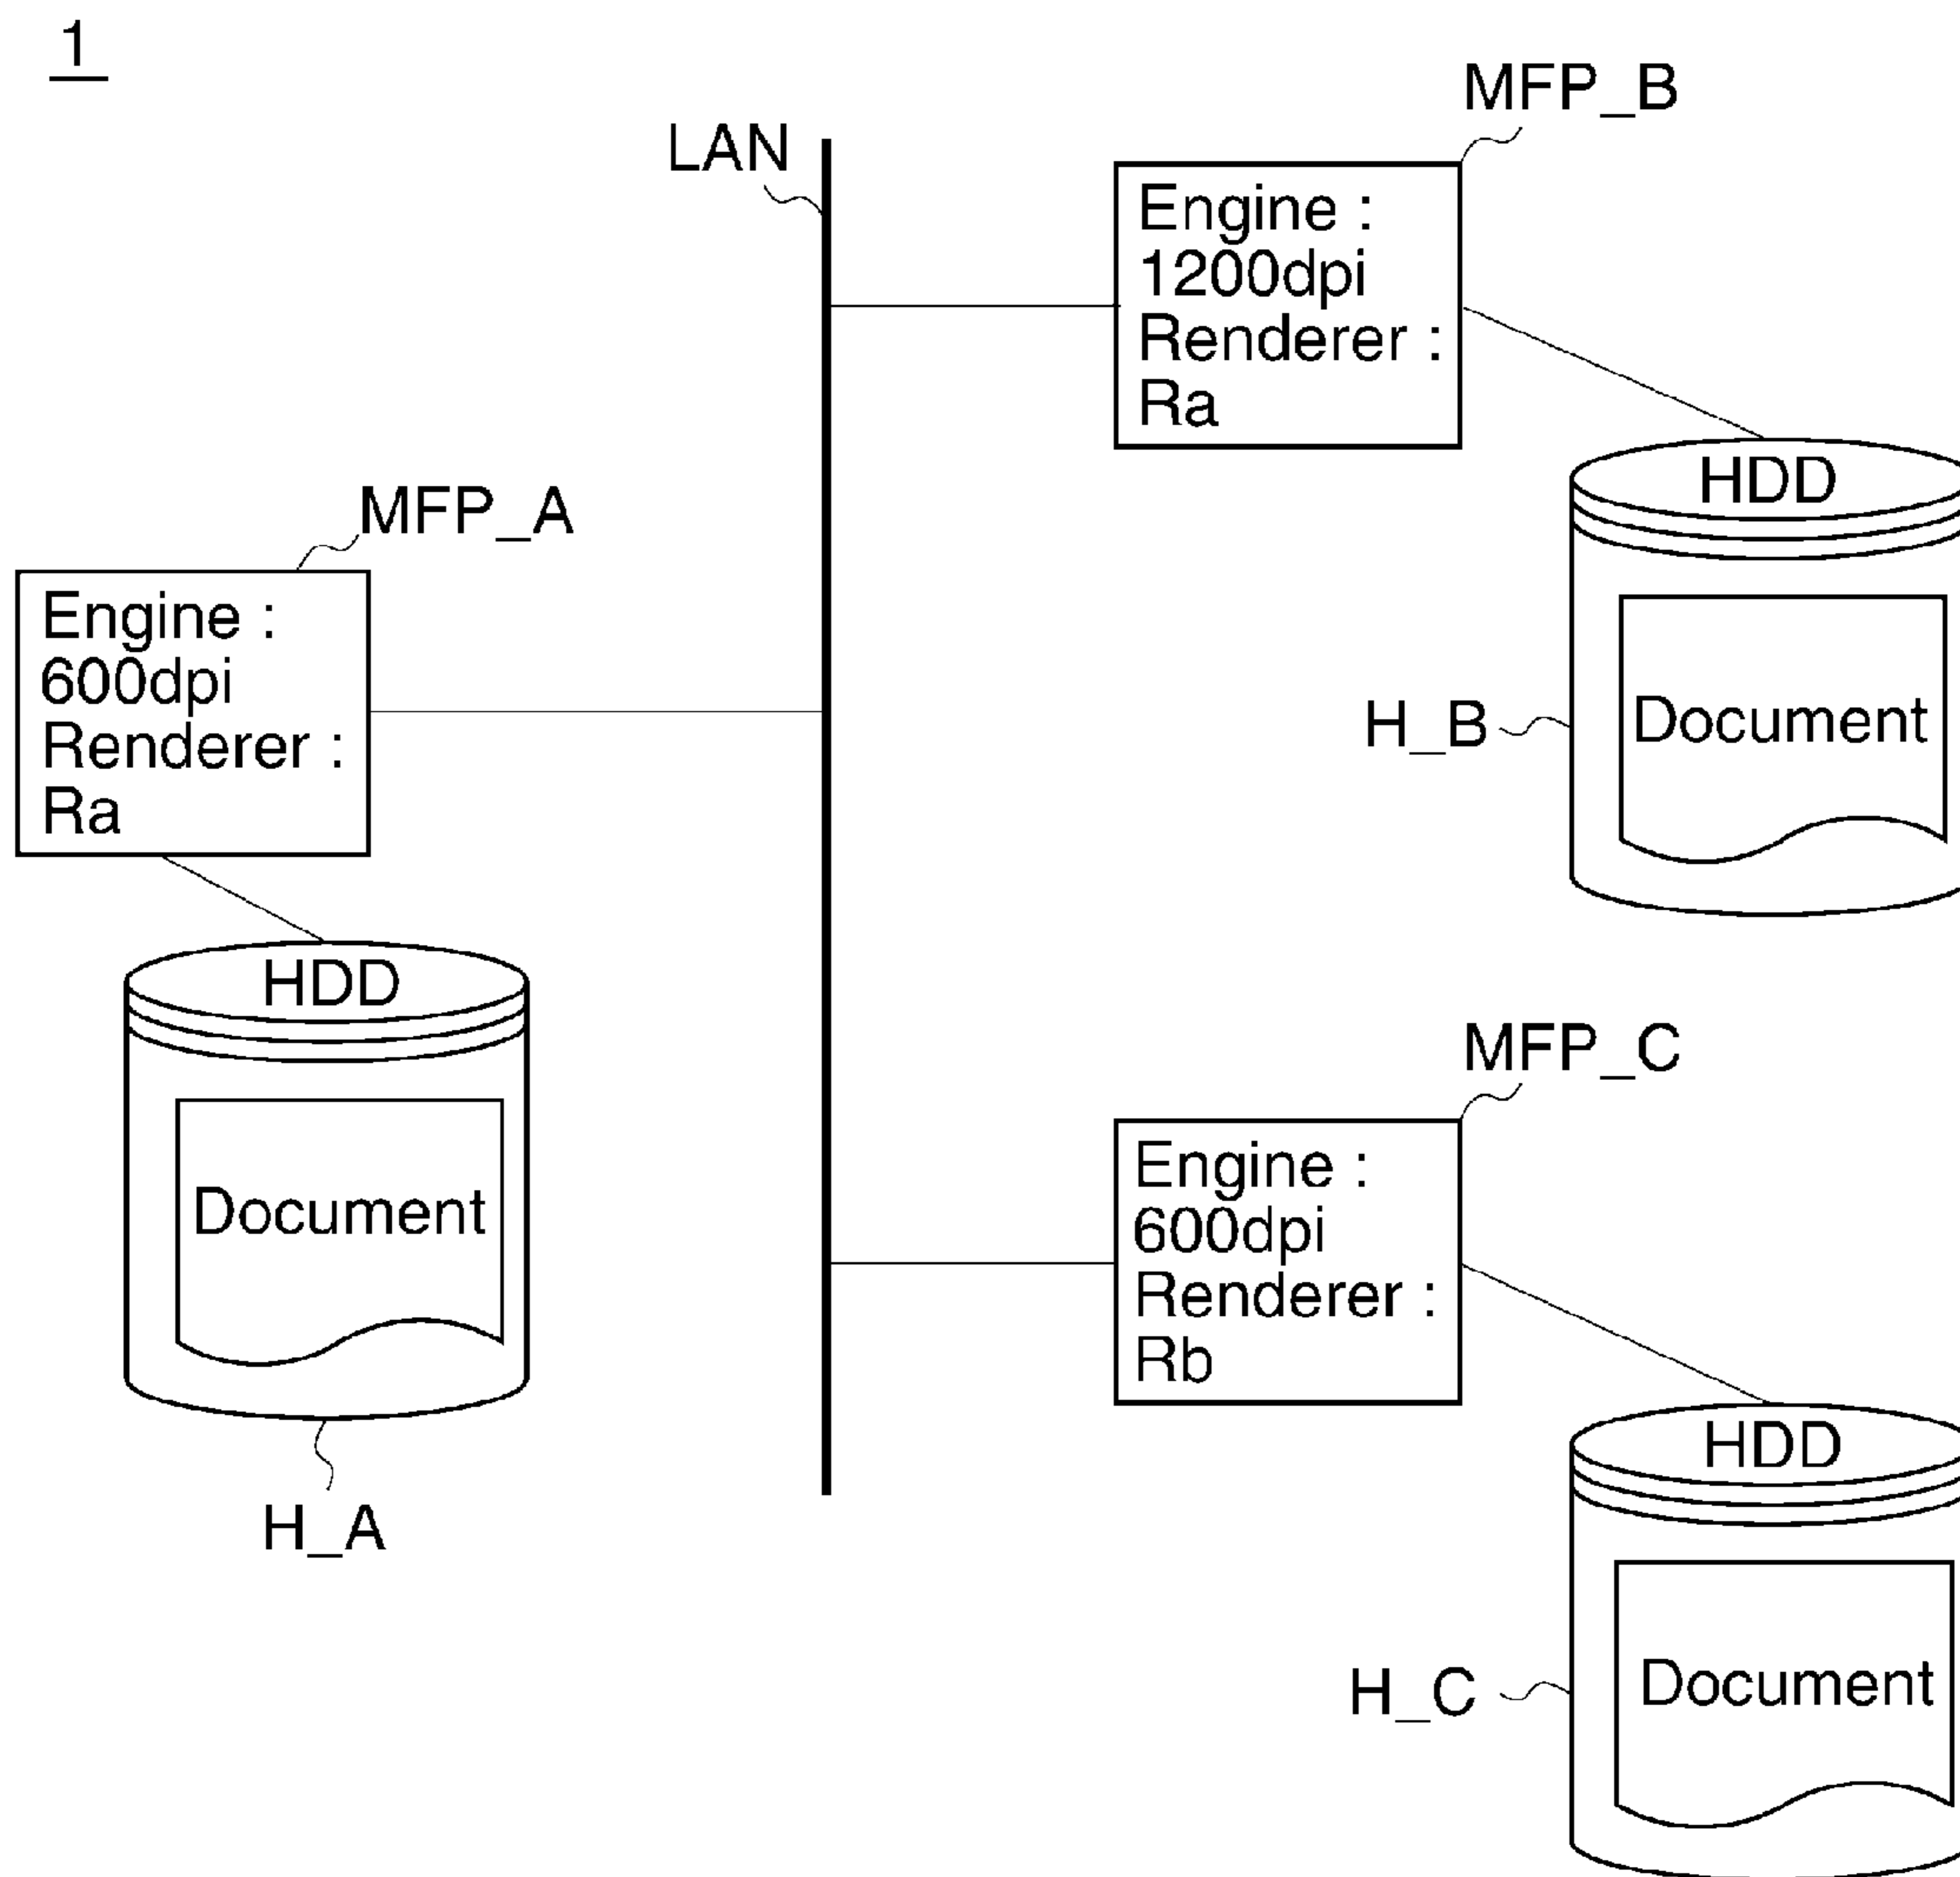 1
LAN
MFP_B
Engine :
1200dpi
Renderer :
Ra
HDD
Document
H_B
MFP_A
Engine :
600dpi
Renderer :
Ra
HDD
Document
H_A
MFP_C
Engine :
600dpi
Renderer :
Rb
HDD
Document
H_C